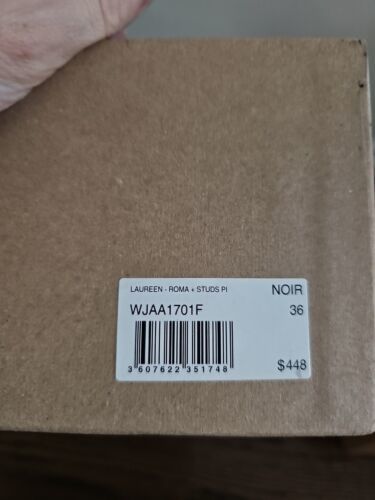 LAUREEN - ROMA + STUDS PI NOIR
WJAA1701F 36
3 607622 351748 $448